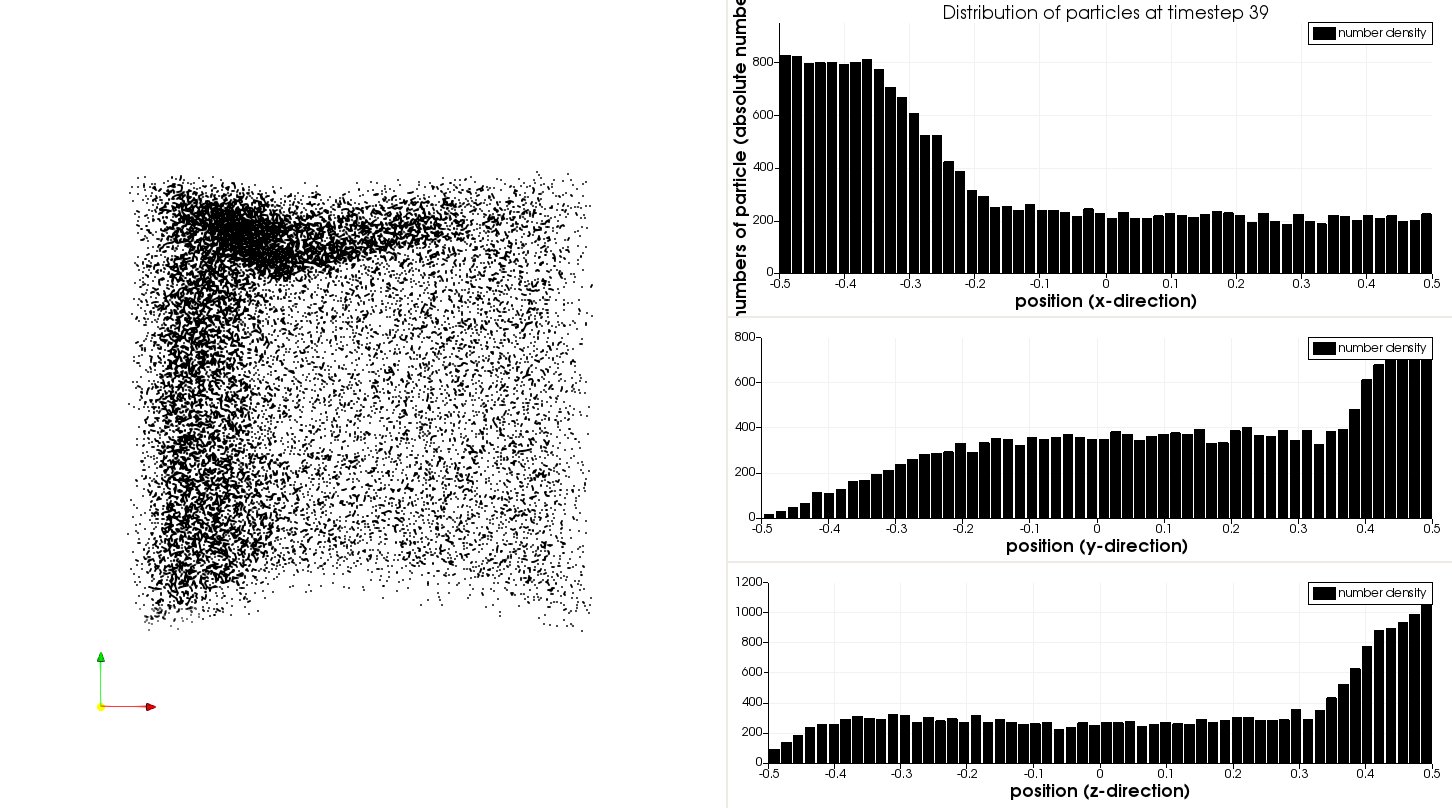 Distribution of particles at timestep 39
number density
numbers of particle (absolute number
800
600
400
200
0
-0.5 -0.4 -0.3 -0.2 -0.1 0 0.1 0.2 0.3 0.4 0.5
position (x-direction)
number density
800
600
400
200
0
-0.5 -0.4 -0.3 -0.2 -0.1 0 0.1 0.2 0.3 0.4 0.5
position (y-direction)
number density
1200
1000
800
600
400
200
0
-0.5 -0.4 -0.3 -0.2 -0.1 0 0.1 0.2 0.3 0.4 0.5
position (z-direction)